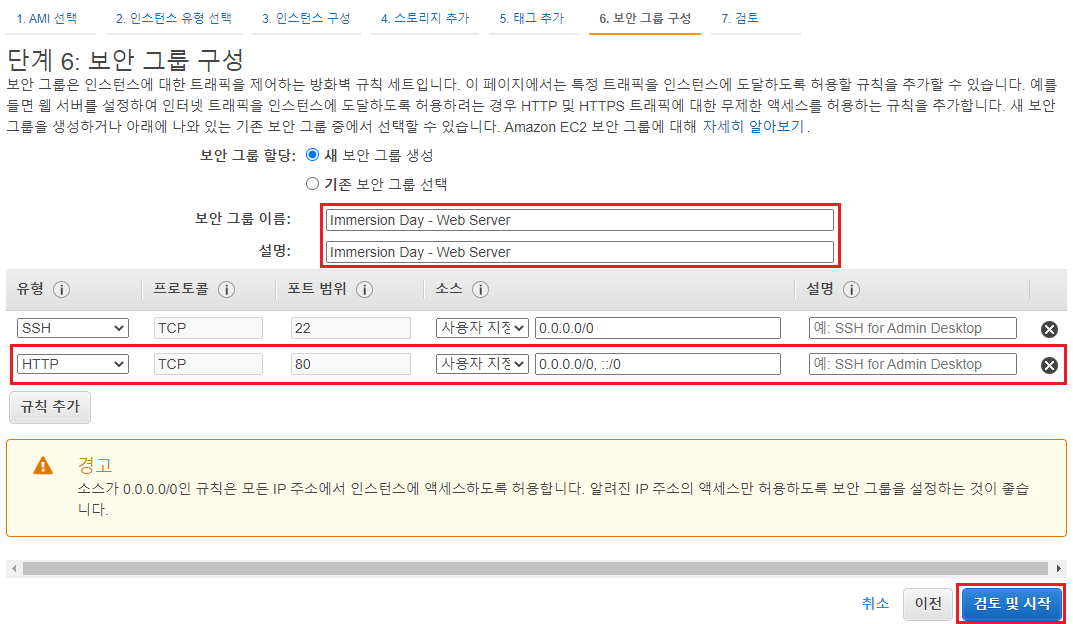 1. AMI 선택 2. 인스턴스 유형 선택 3. 인스턴스 구성 4. 스토리지 추가 5. 태그 추가 6. 보안 그룹 구성 7. 검토
단계 6: 보안 그룹 구성
보안 그룹은 인스턴스에 대한 트래픽을 제어하는 방화벽 규칙 세트입니다. 이 페이지에서는 특정 트래픽을 인스턴스에 도달하도록 허용할 규칙을 추가할 수 있습니다. 예를
들면 웹 서버를 설정하여 인터넷 트래픽을 인스턴스에 도달하도록 허용하려는 경우 HTTP 및 HTTPS 트래픽에 대한 무제한 액세스를 허용하는 규칙을 추가합니다. 새 보안
그룹을 생성하거나 아래에 나와 있는 기존 보안 그룹 중에서 선택할 수 있습니다. Amazon EC2 보안 그룹에 대해 자세히 알아보기.
보안 그룹 할당: 새 보안 그룹 생성
기존 보안 그룹 선택
보안 그룹 이름: Immersion Day - Web Server
설명: Immersion Day - Web Server
유형 i 프로토콜 i 포트 범위 i 소스 i 설명 i
SSH TCP 22 사용자 지정 0.0.0.0/0 예: SSH for Admin Desktop
HTTP TCP 80 사용자 지정 0.0.0.0/0, ::/0 예: SSH for Admin Desktop
규칙 추가
경고
소스가 0.0.0.0/0인 규칙은 모든 IP 주소에서 인스턴스에 액세스하도록 허용합니다. 알려진 IP 주소의 액세스만 허용하도록 보안 그룹을 설정하는 것이 좋습
니다.
취소 이전 검토 및 시작